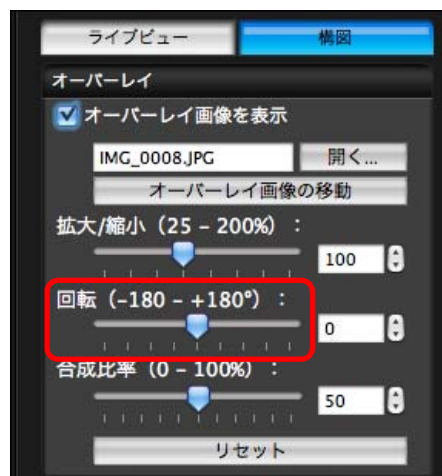 ライブビュー 構図
オーバーレイ
オーバーレイ画像を表示
IMG_0008.JPG 開く...
オーバーレイ画像の移動
拡大/縮小（25 – 200%）：
100
回転（–180 – +180°）：
0
合成比率（0 – 100%）：
50
リセット